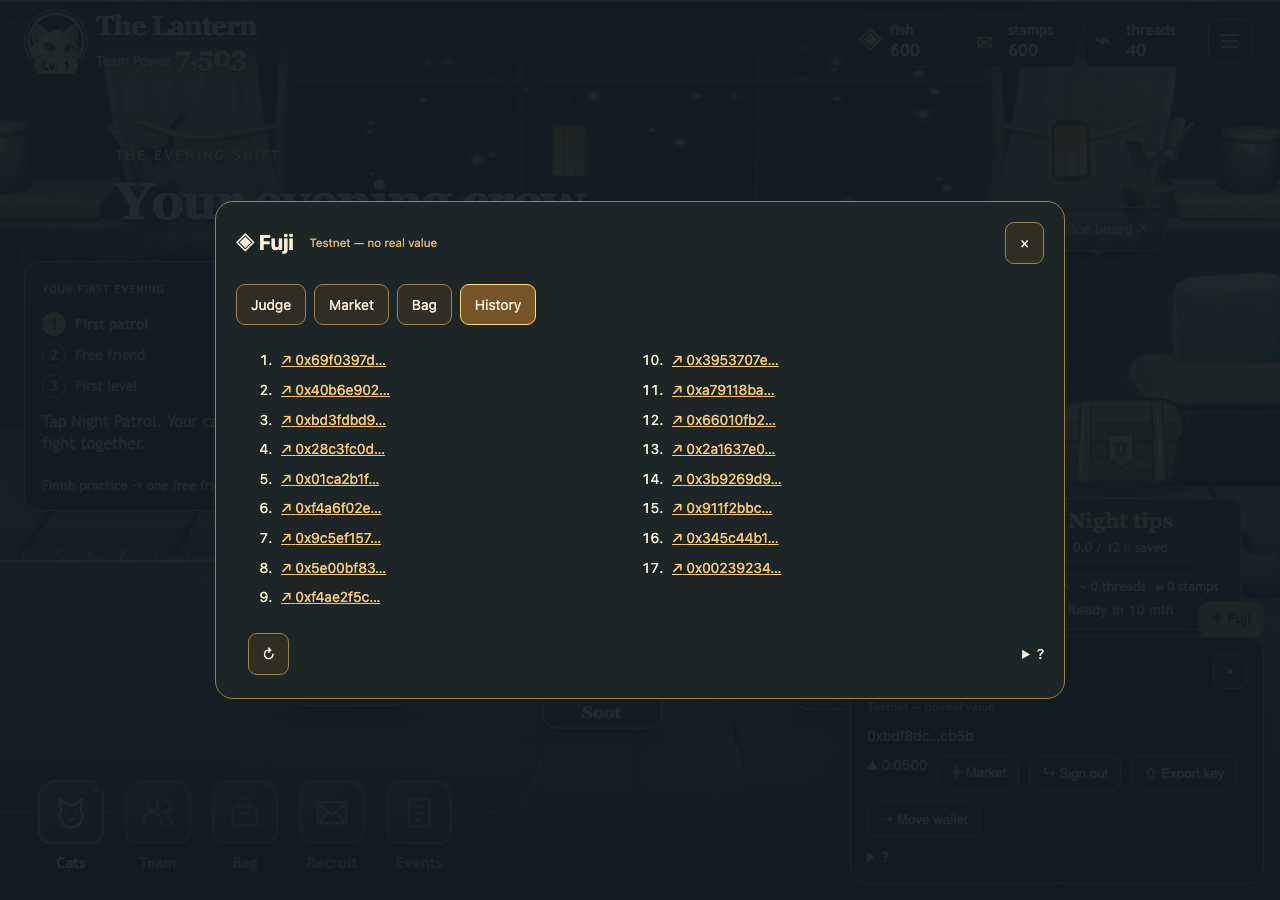 The Lantern
Team Power 7,503
Lv. 1
fish
600
stamps
600
threads
40
THE EVENING SHIFT
Your evening crew
◈ Fuji
Testnet — no real value
×
Judge
Market
Bag
History
1. ↗ 0x69f0397d...
2. ↗ 0x40b6e902...
3. ↗ 0xbd3fdbd9...
4. ↗ 0x28c3fc0d...
5. ↗ 0x01ca2b1f...
6. ↗ 0xf4a6f02e...
7. ↗ 0x9c5ef157...
8. ↗ 0x5e00bf83...
9. ↗ 0xf4ae2f5c...
10. ↗ 0x3953707e...
11. ↗ 0xa79118ba...
12. ↗ 0x66010fb2...
13. ↗ 0x2a1637e0...
14. ↗ 0x3b9269d9...
15. ↗ 0x911f2bbc...
16. ↗ 0x345c44b1...
17. ↗ 0x00239234...
↻
▶ ?
YOUR FIRST EVENING
1 First patrol
2 Free friend
3 First level
Tap Night Patrol. Your
fight together.
Finish practice → one free
board ↗
Night tips
0.0 / 12 h saved
~ 0 threads ✉ 0 stamps
Ready in 10 min
◈ Fuji
×
Testnet — no real value
0xbdf8dc...cb5b
▲ 0.0500
◈ Market
↪ Sign out
⇧ Export key
→ Move wallet
▶ ?
Soot
Cats
Team
Bag
Recruit
Events